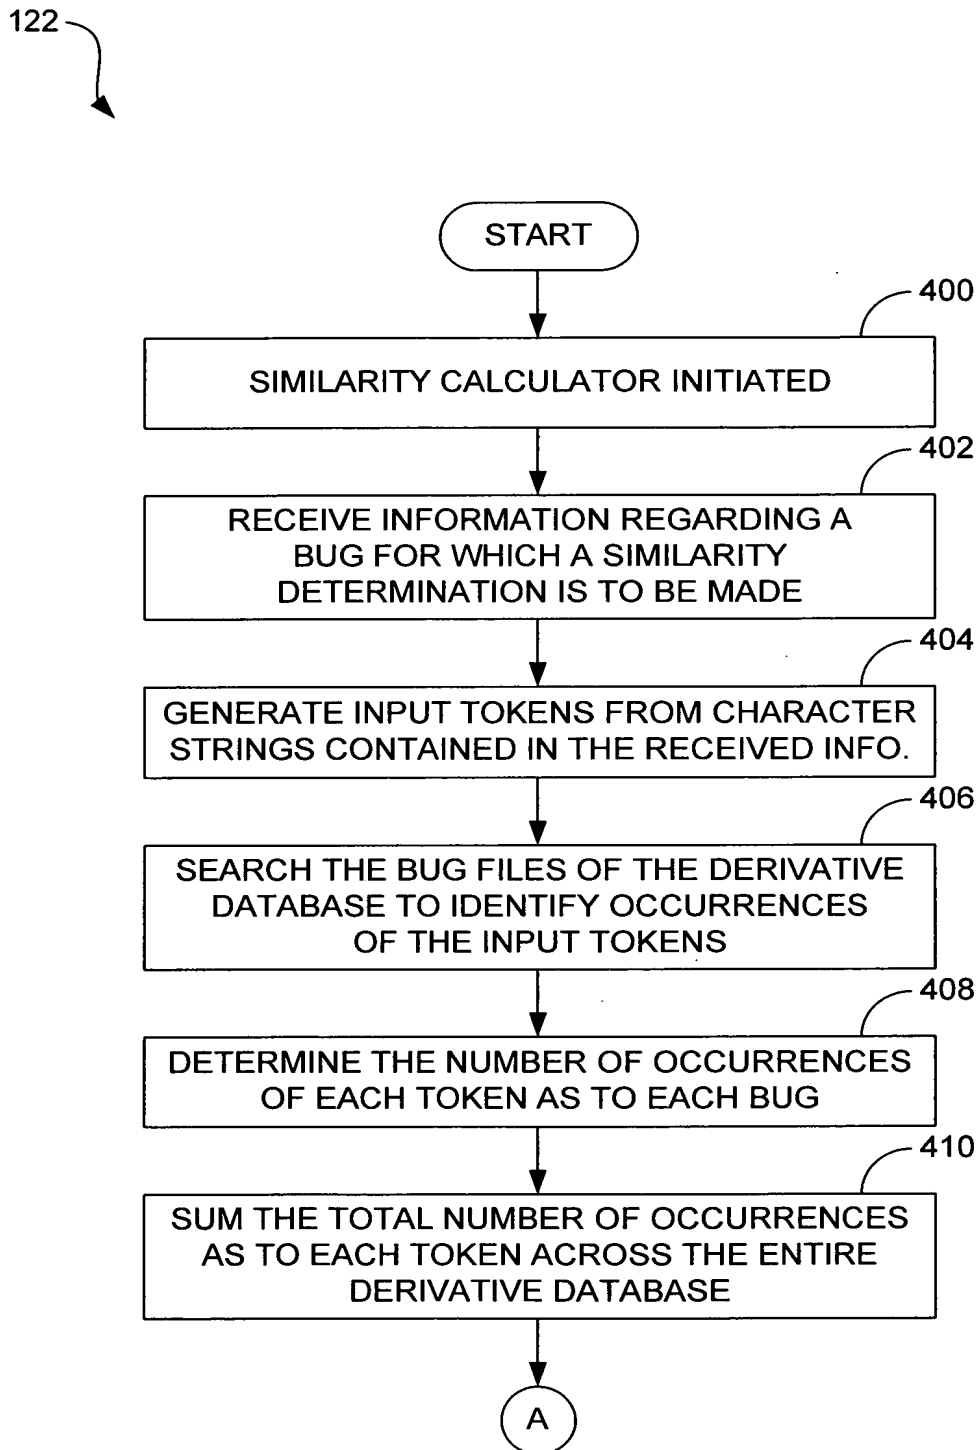 122
START
400
SIMILARITY CALCULATOR INITIATED
402
RECEIVE INFORMATION REGARDING A
BUG FOR WHICH A SIMILARITY
DETERMINATION IS TO BE MADE
404
GENERATE INPUT TOKENS FROM CHARACTER
STRINGS CONTAINED IN THE RECEIVED INFO.
406
SEARCH THE BUG FILES OF THE DERIVATIVE
DATABASE TO IDENTIFY OCCURRENCES
OF THE INPUT TOKENS
408
DETERMINE THE NUMBER OF OCCURRENCES
OF EACH TOKEN AS TO EACH BUG
410
SUM THE TOTAL NUMBER OF OCCURRENCES
AS TO EACH TOKEN ACROSS THE ENTIRE
DERIVATIVE DATABASE
A